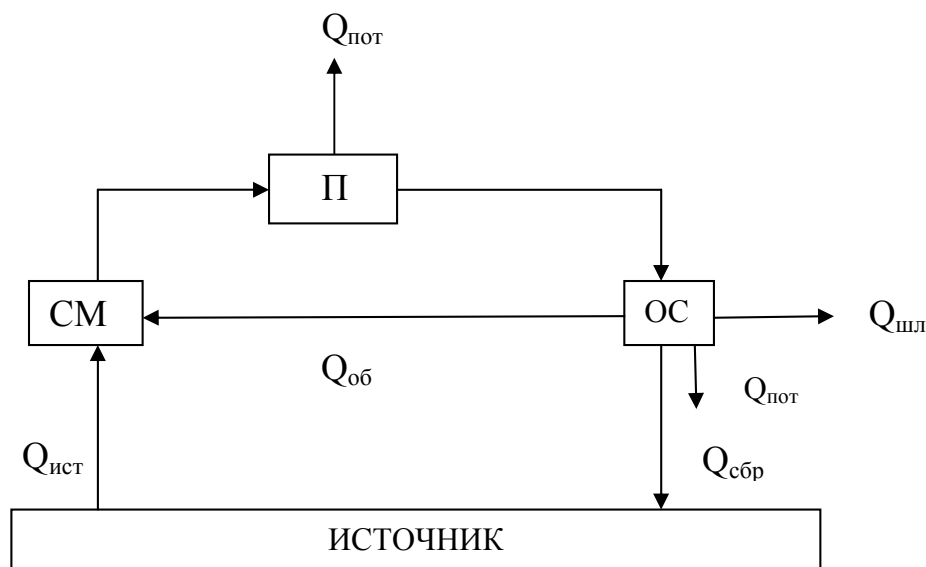 Qпот
П
СМ
ОС
Qшл
Qоб
Qпот
Qист
Qсбр
ИСТОЧНИК